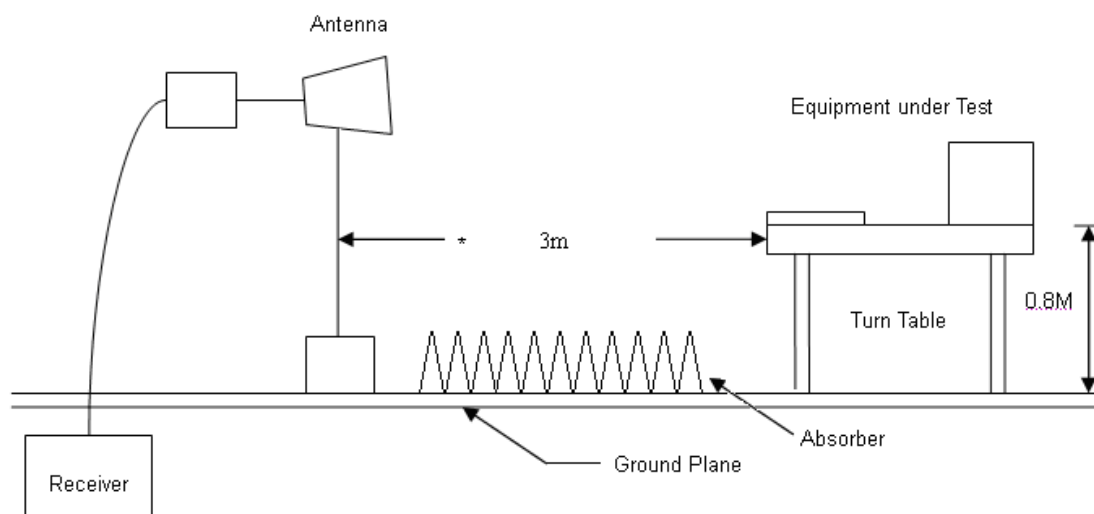 Antenna
Equipment under Test
* 3m
0.8M
Turn Table
Absorber
Ground Plane
Receiver